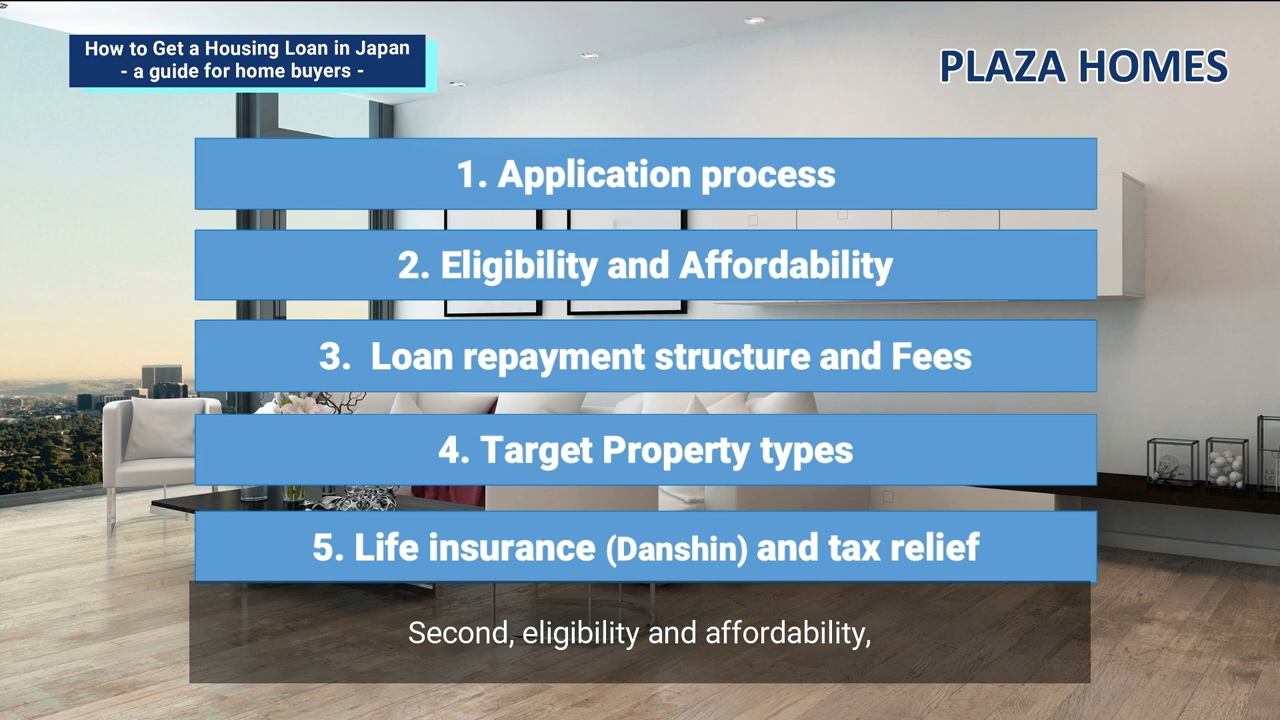 How to Get a Housing Loan in Japan
- a guide for home buyers -
PLAZA HOMES
1. Application process
2. Eligibility and Affordability
3. Loan repayment structure and Fees
4. Target Property types
5. Life insurance (Danshin) and tax relief
Second, eligibility and affordability,